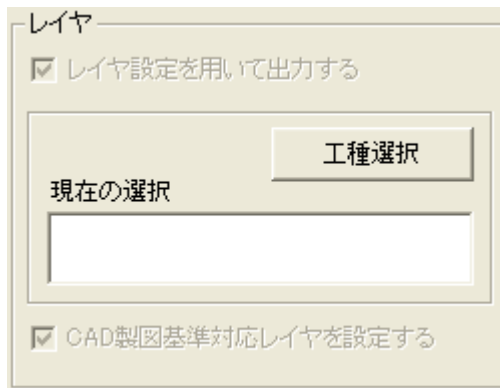 レイヤ
レイヤ設定を用いて出力する
工種選択
現在の選択
CAD製図基準対応レイヤを設定する